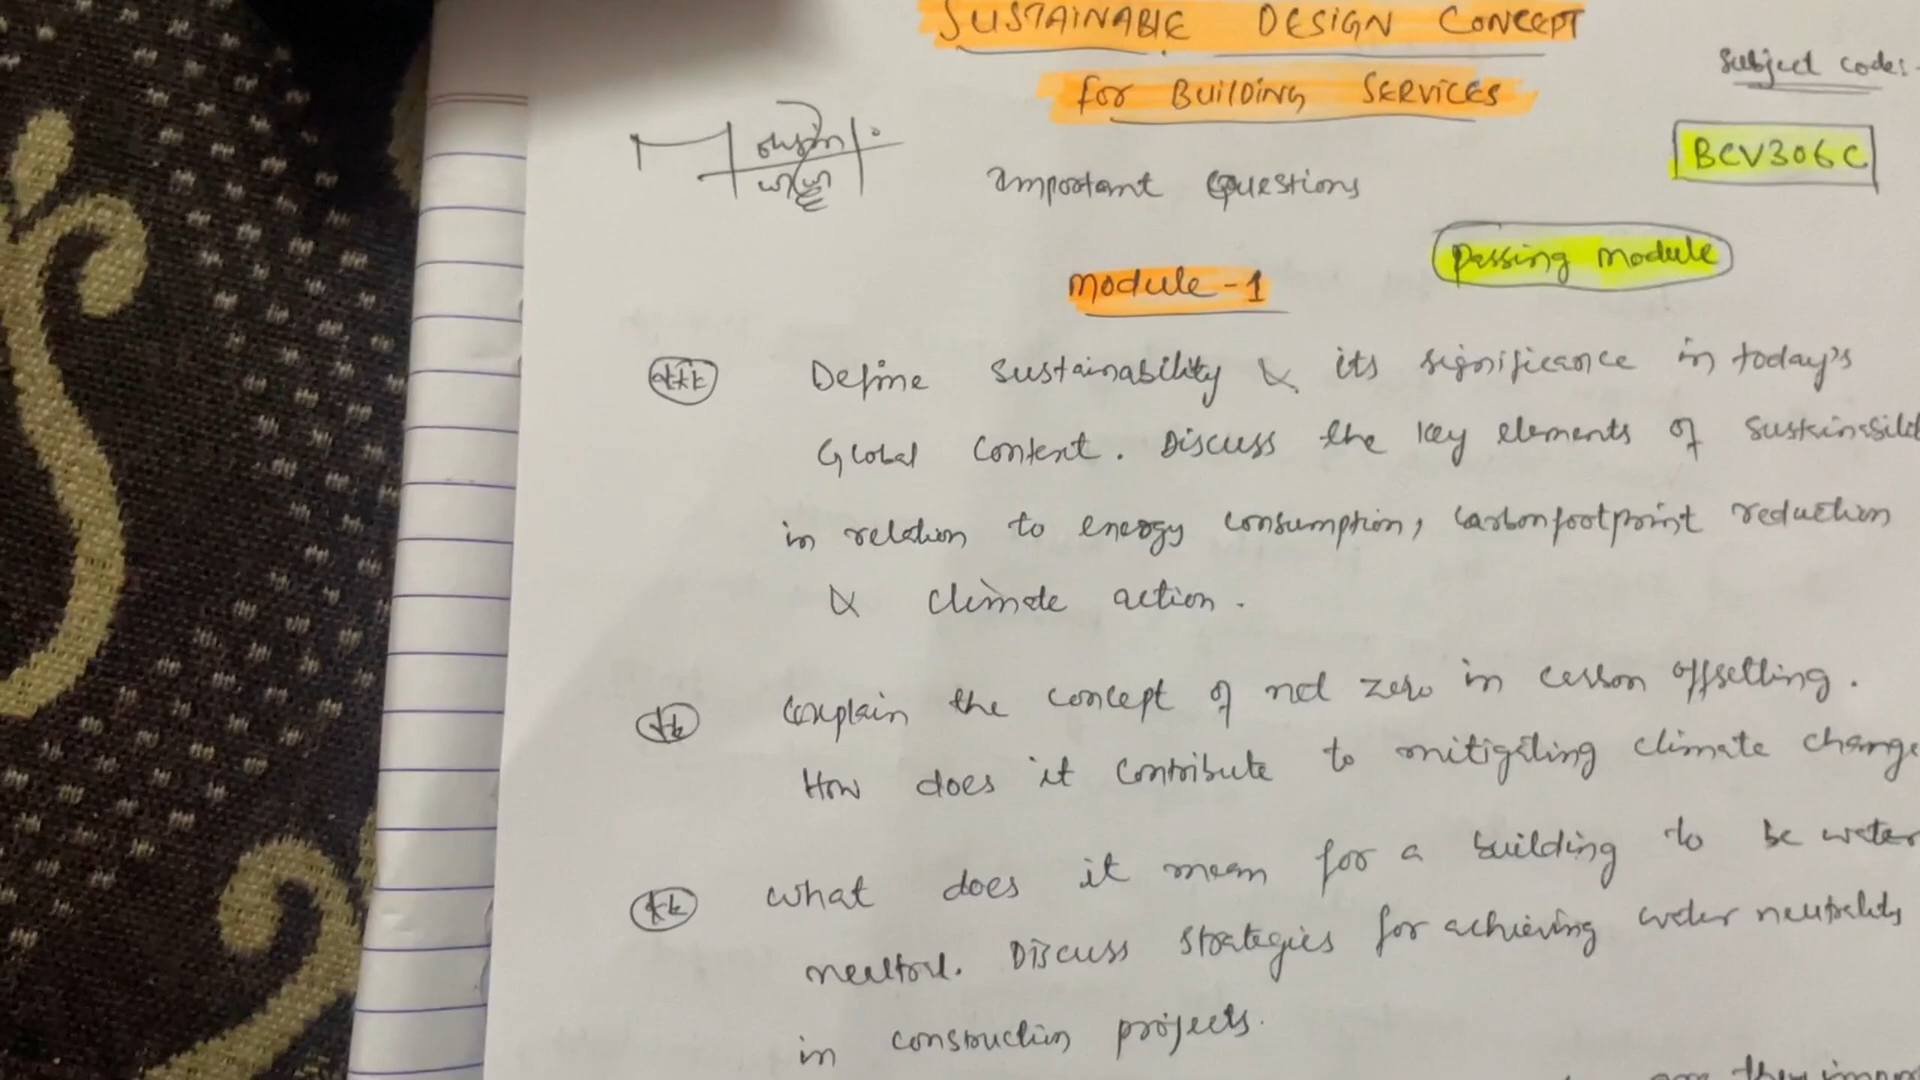 SUSTAINABLE DESIGN CONCEPT
for BUILDING SERVICES
Subject code:-
BCV306C
Important Questions
Passing module
module-1
Define sustainability & its significance in today's
Global Context. Discuss the key elements of
in relation to energy consumption, carbonfootprint reduction
& climate action.
explain the concept of net zero in carbon offsetting.
How does it contribute to mitigating climate change
What does it mean for a building to be water
neutral. Discuss strategies for achieving water neutrality
in construction projects.